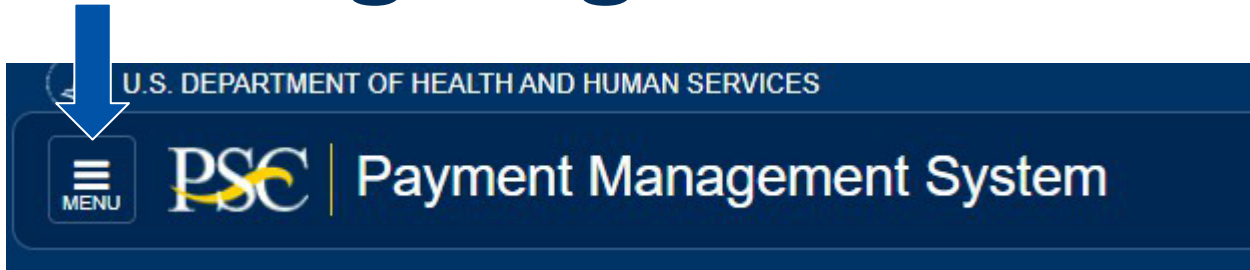 U.S. DEPARTMENT OF HEALTH AND HUMAN SERVICES
MENU
PSC
Payment Management System